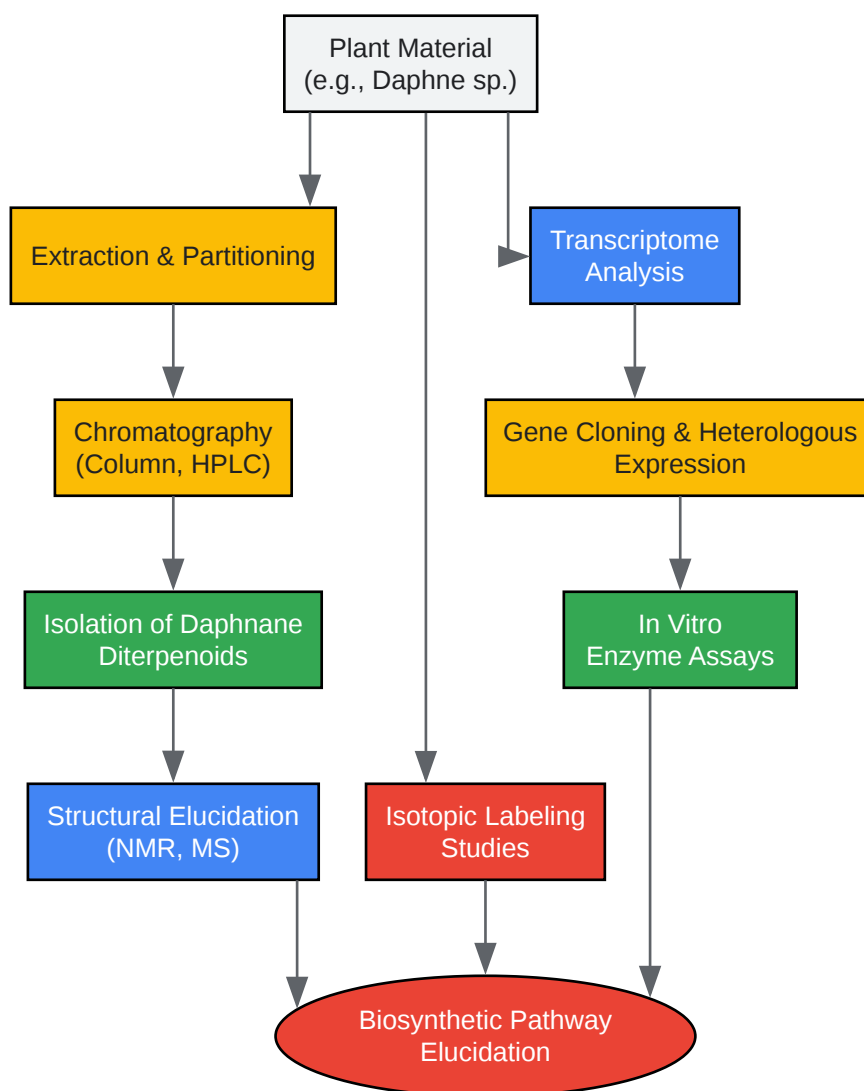 Plant Material
(e.g., Daphne sp.)
Extraction & Partitioning
Transcriptome
Analysis
Chromatography
(Column, HPLC)
Gene Cloning & Heterologous
Expression
Isolation of Daphnane
Diterpenoids
In Vitro
Enzyme Assays
Structural Elucidation
(NMR, MS)
Isotopic Labeling
Studies
Biosynthetic Pathway
Elucidation